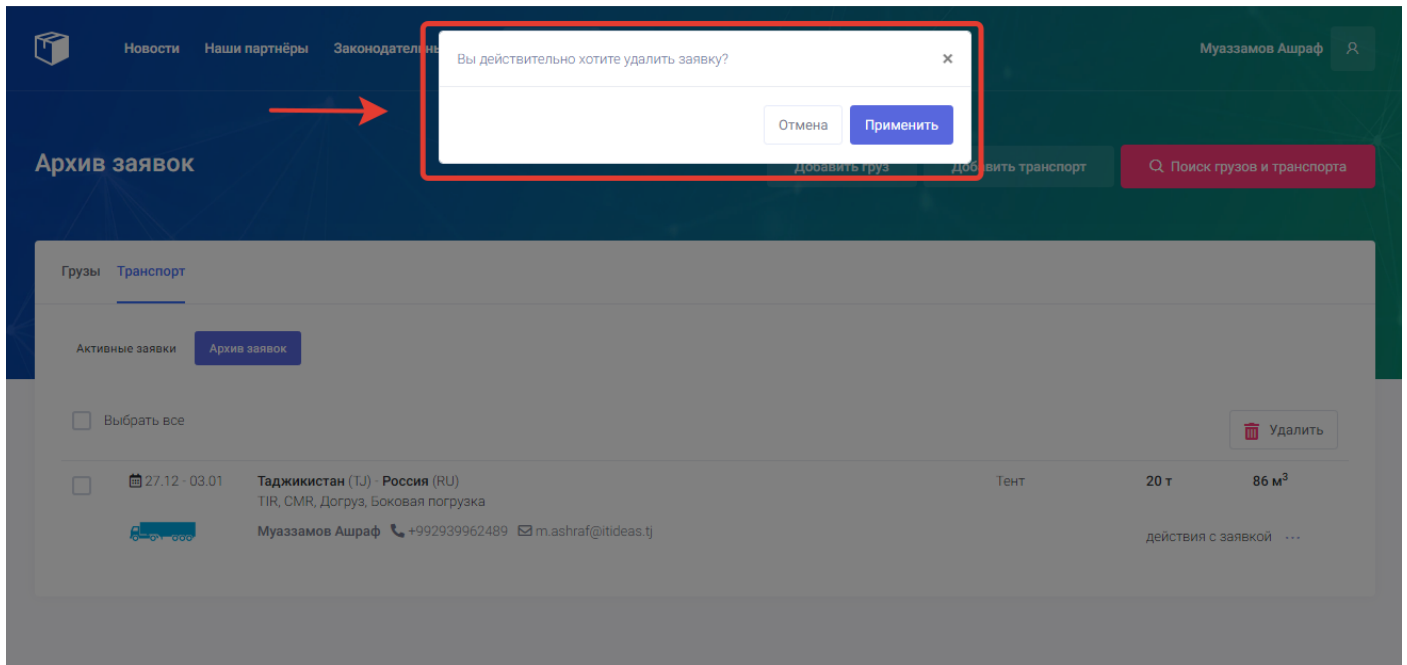 Новости Наши партнёры Законодательны
Вы действительно хотите удалить заявку? ×
Муаззамов Ашраф
Отмена Применить
Архив заявок
Добавить груз Добавить транспорт Поиск грузов и транспорта
Грузы Транспорт
Активные заявки Архив заявок
Выбрать все
Удалить
27.12 - 03.01 Таджикистан (TJ) - Россия (RU) Тент 20 т 86 м³
TIR, CMR, Догруз, Боковая погрузка
Муаззамов Ашраф +992939962489 m.ashraf@itideas.tj
действия с заявкой ...